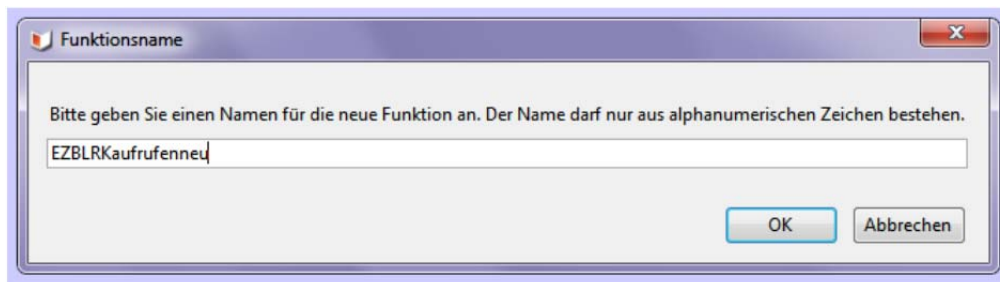 Funktionsname
Bitte geben Sie einen Namen für die neue Funktion an. Der Name darf nur aus alphanumerischen Zeichen bestehen.
EZBLRKaufrufenneu
OK Abbrechen